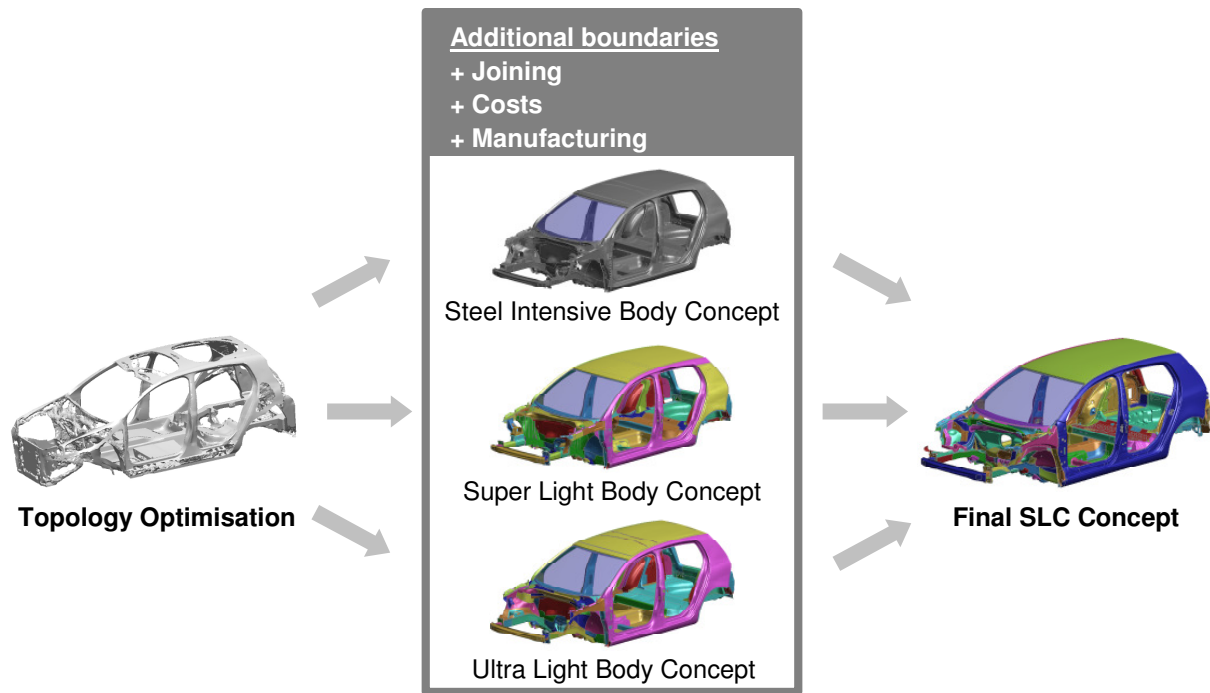 Additional boundaries
+ Joining
+ Costs
+ Manufacturing
Steel Intensive Body Concept
Super Light Body Concept
Topology Optimisation
Final SLC Concept
Ultra Light Body Concept